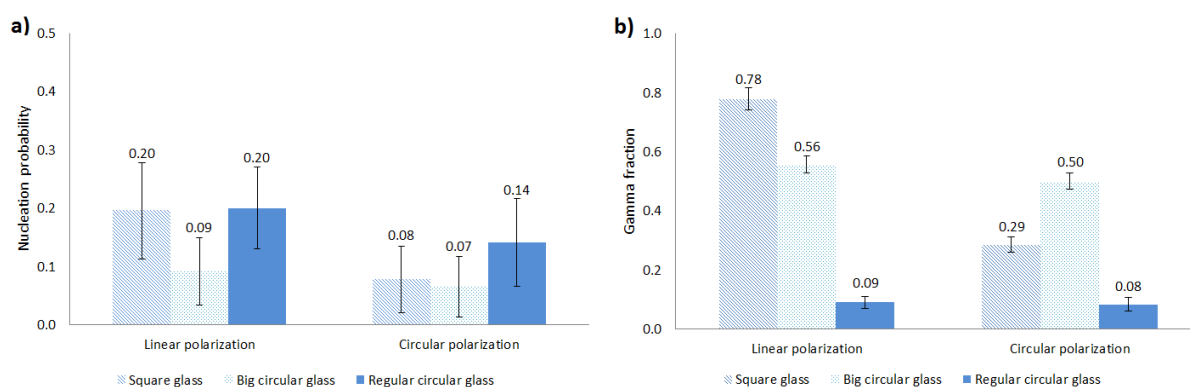 a)
0.5
0.4
0.3
0.2
0.1
0.0
Nucleation probability
0.20
0.09
0.20
0.08
0.07
0.14
Linear polarization
Circular polarization
Square glass
Big circular glass
Regular circular glass
b)
1.0
0.8
0.6
0.4
0.2
0.0
Gamma fraction
0.78
0.56
0.09
0.29
0.50
0.08
Linear polarization
Circular polarization
Square glass
Big circular glass
Regular circular glass